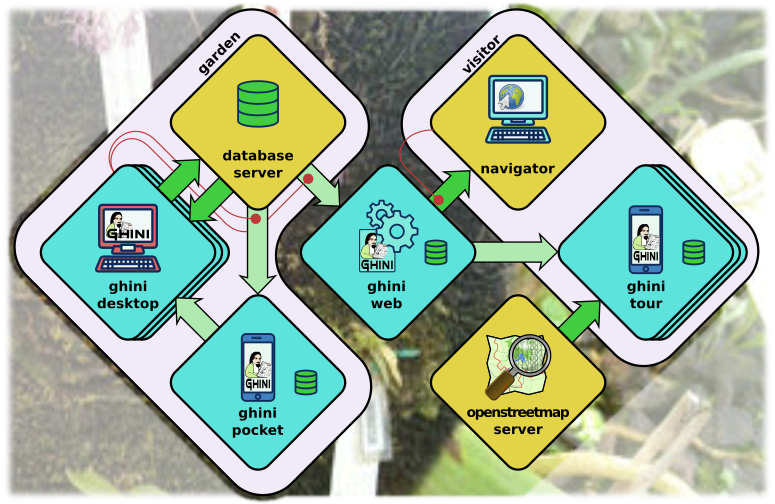 garden
visitor
database
server
navigator
GHINI
ghini
desktop
GHINI
ghini
web
GHINI
ghini
tour
GHINI
ghini
pocket
openstreetmap
server